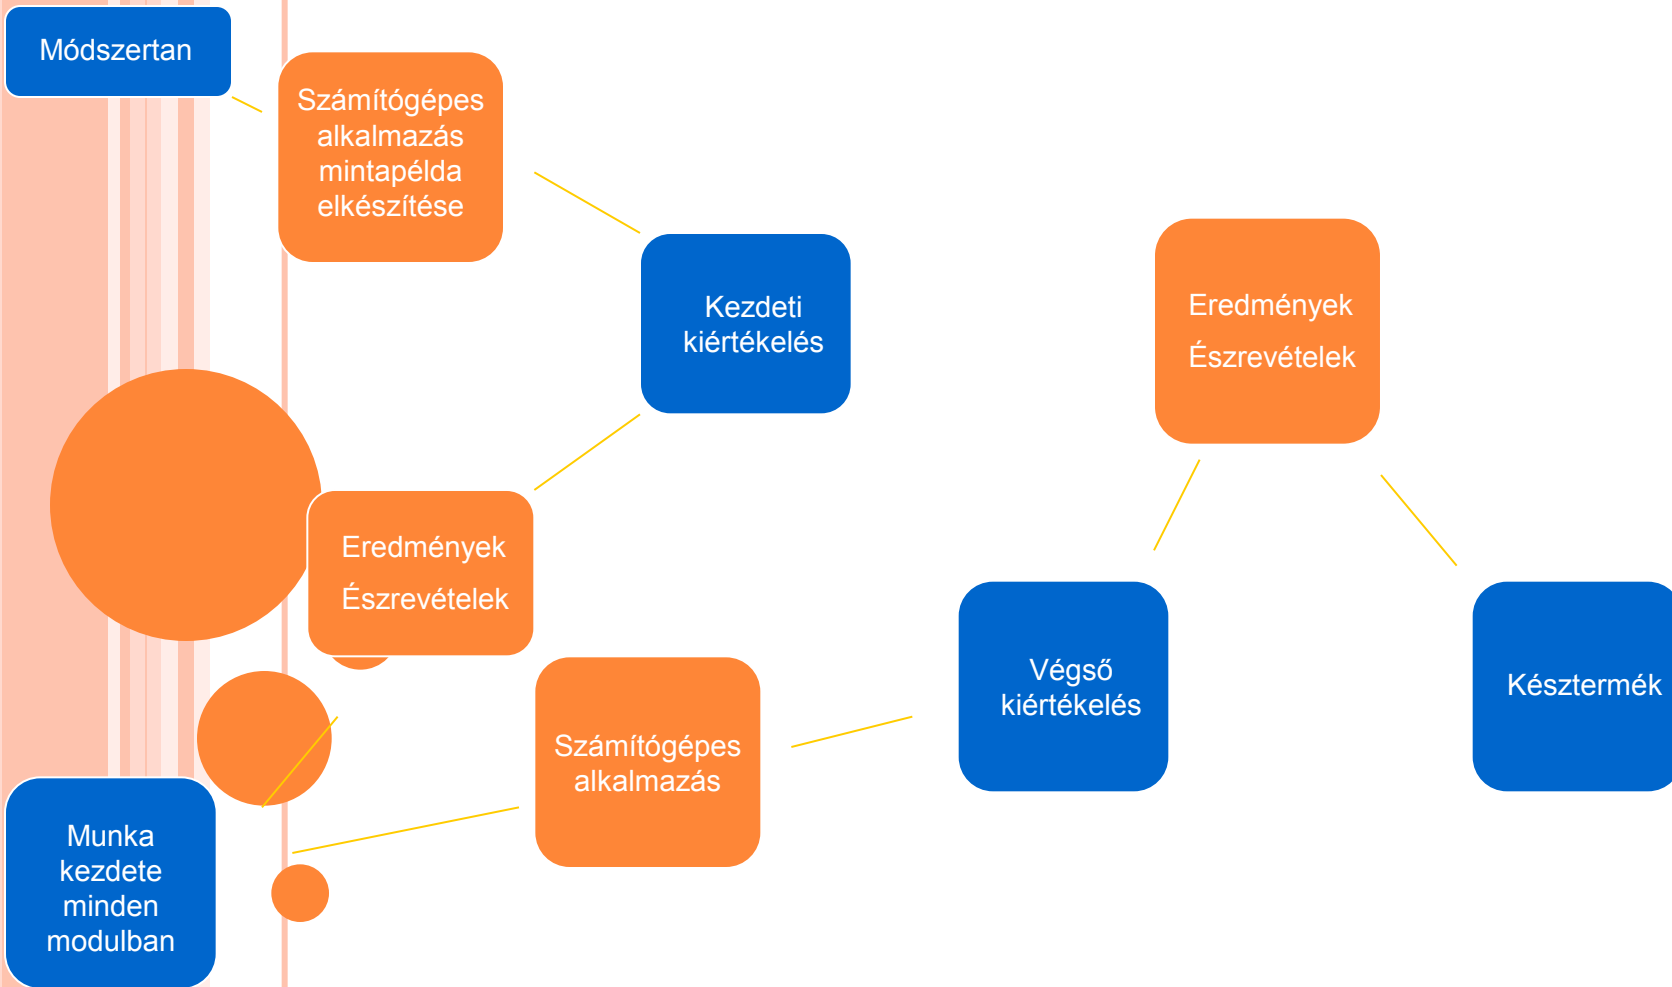 Módszertan
Számítógépes
alkalmazás
mintapélda
elkészítése
Kezdeti
kiértékelés
Eredmények
Észrevételek
Munka
kezdete
minden
modulban
Számítógépes
alkalmazás
Végső
kiértékelés
Eredmények
Észrevételek
Késztermék